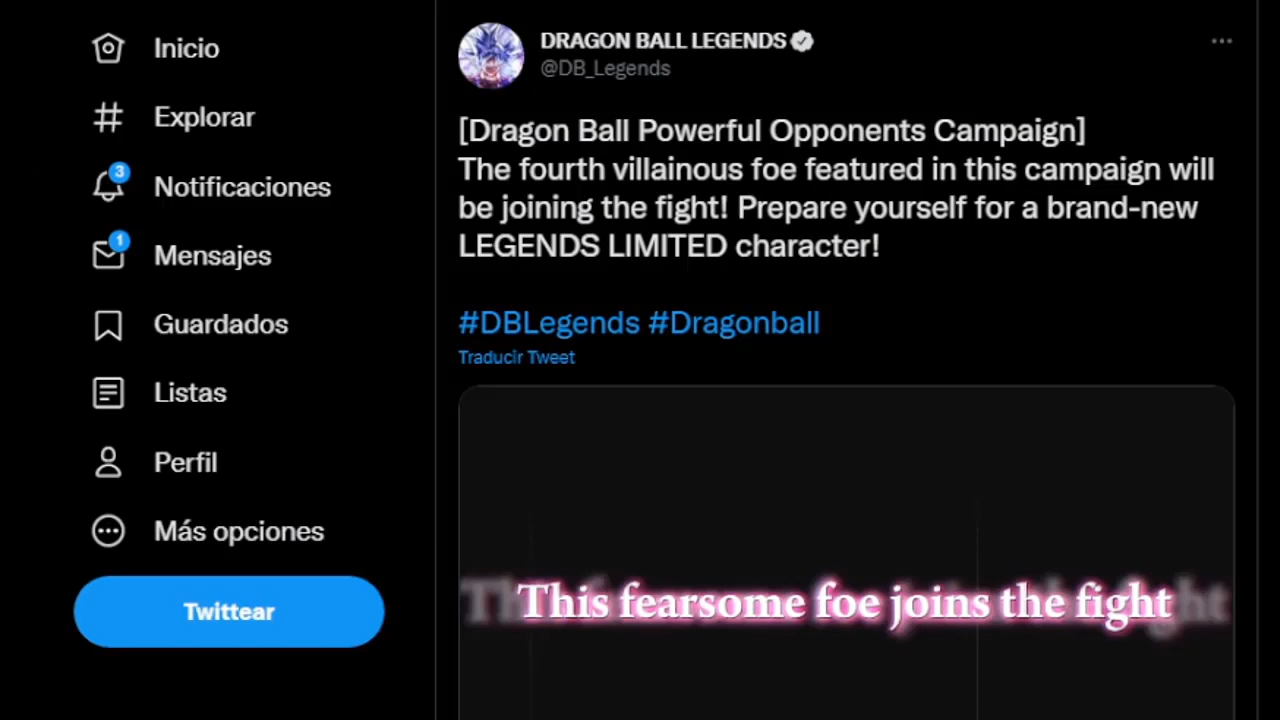 Inicio
Explorar
3
Notificaciones
1
Mensajes
Guardados
Listas
Perfil
Más opciones
Twittear
DRAGON BALL LEGENDS
@DB_Legends
[Dragon Ball Powerful Opponents Campaign]
The fourth villainous foe featured in this campaign will
be joining the fight! Prepare yourself for a brand-new
LEGENDS LIMITED character!
#DBLegends #Dragonball
Traducir Tweet
This fearsome foe joins the fight